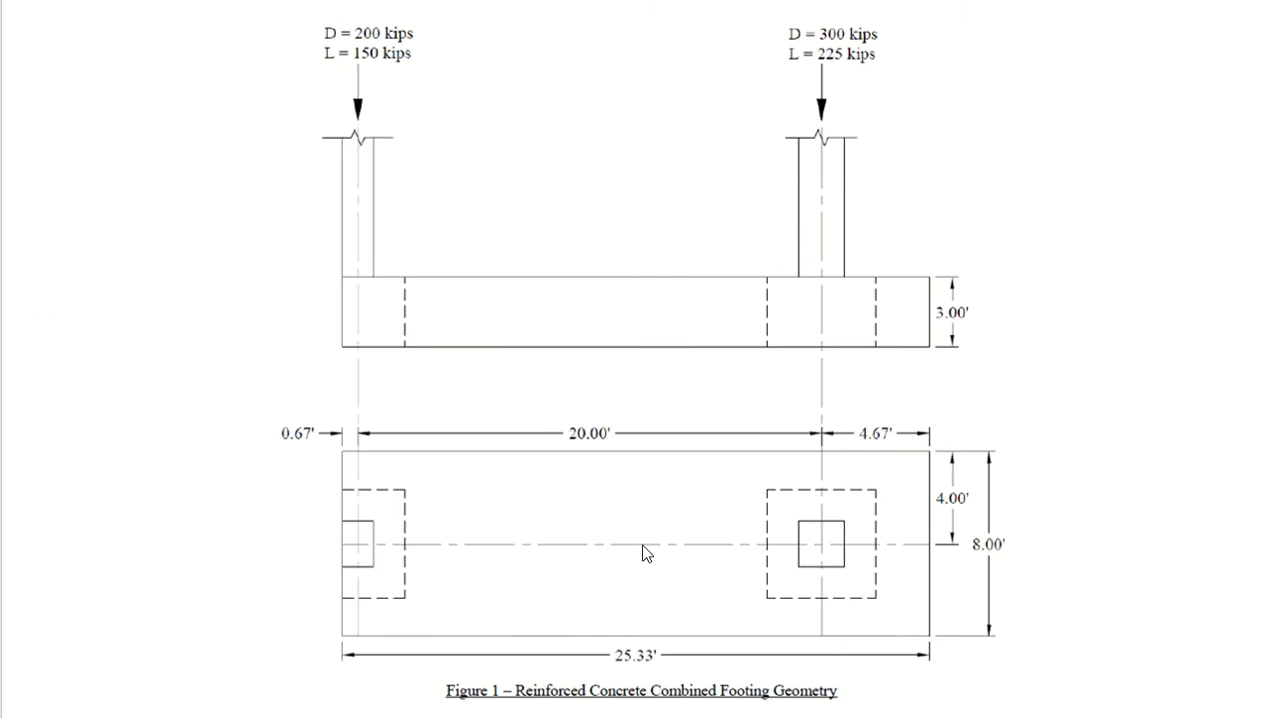 D = 200 kips
L = 150 kips
D = 300 kips
L = 225 kips
3.00'
0.67'
20.00'
4.67'
4.00'
8.00'
25.33'
Figure 1 – Reinforced Concrete Combined Footing Geometry